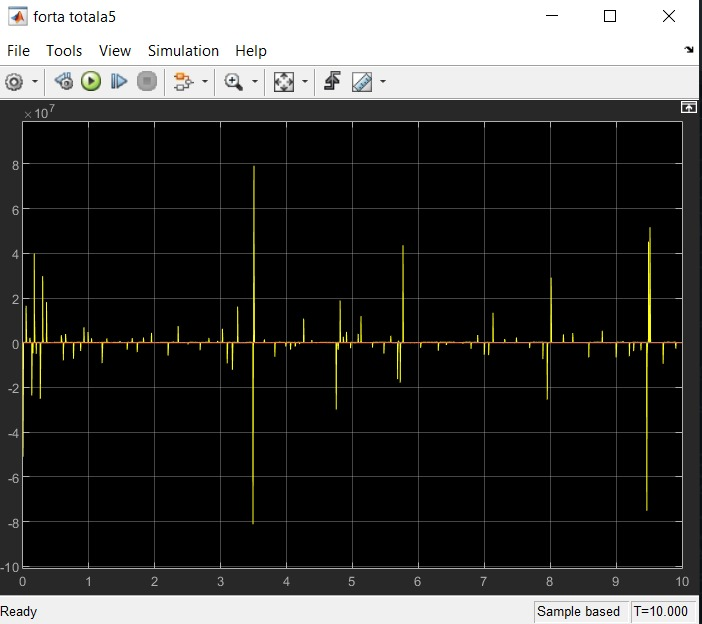 forta totala5
File Tools View Simulation Help
×10⁷
8
6
4
2
0
-2
-4
-6
-8
-10
0 1 2 3 4 5 6 7 8 9 10
Ready Sample based T=10.000